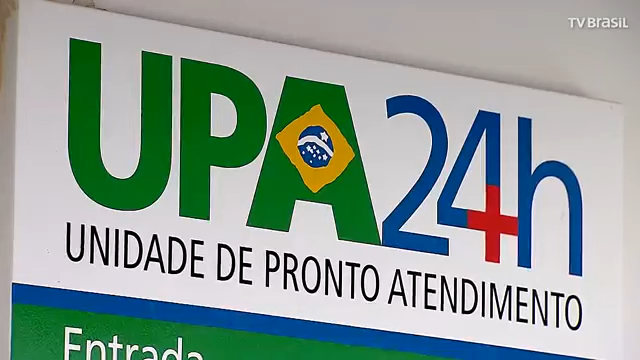 TV BRASIL
UPA24h
UNIDADE DE PRONTO ATENDIMENTO
Entrada